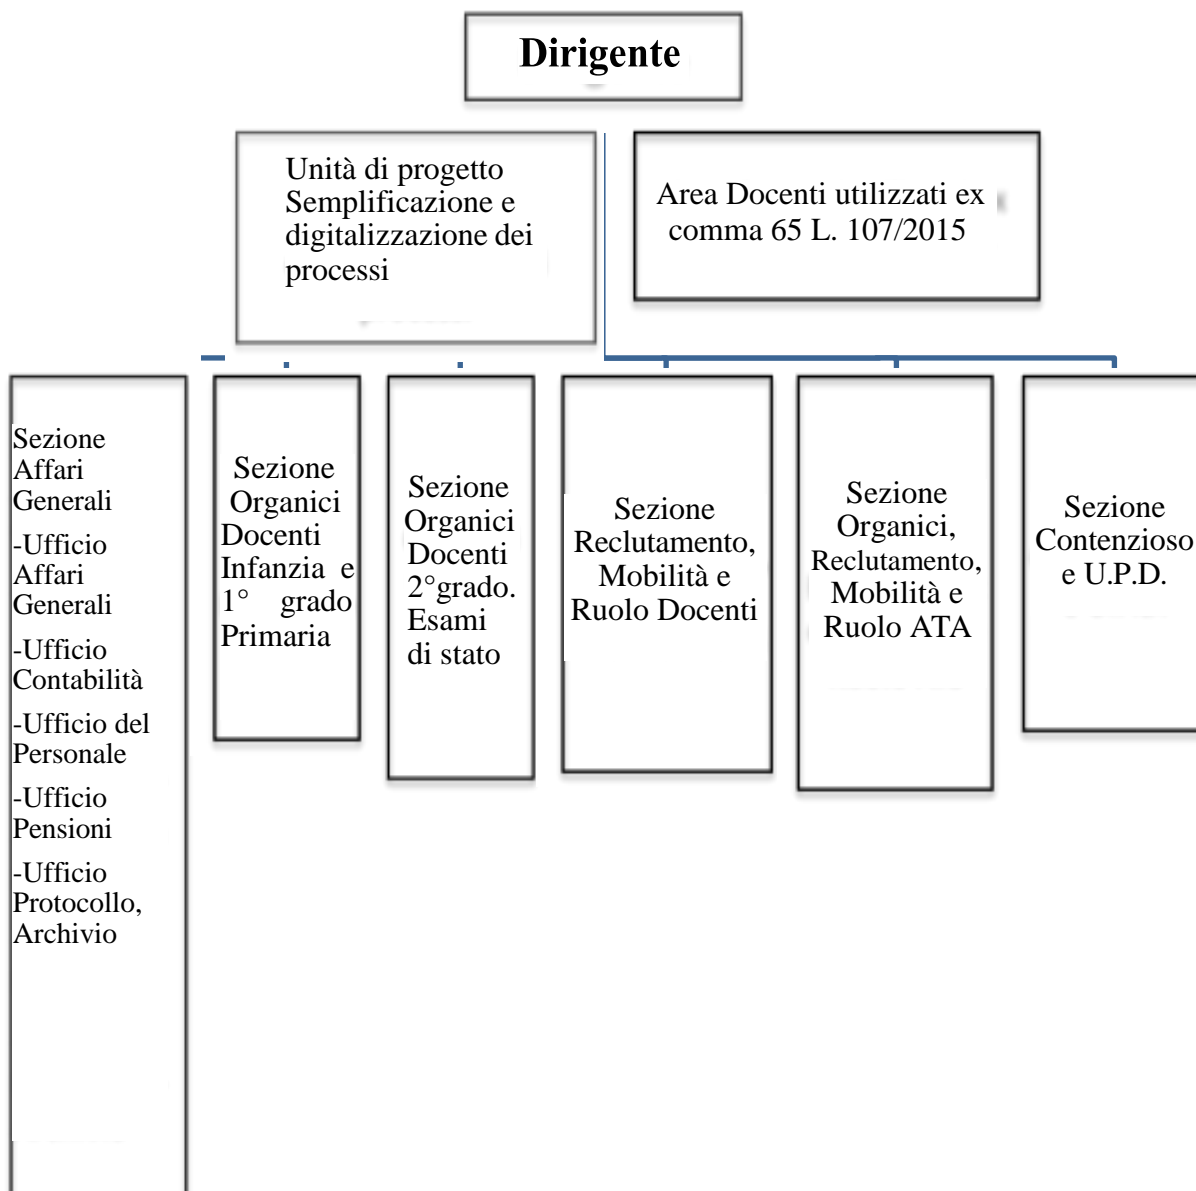 Dirigente
Unità di progetto
Semplificazione e
digitalizzazione dei
processi
Area Docenti utilizzati ex
comma 65 L. 107/2015
Sezione
Affari
Generali
-Ufficio
Affari
Generali
-Ufficio
Contabilità
-Ufficio del
Personale
-Ufficio
Pensioni
-Ufficio
Protocollo,
Archivio
Sezione
Organici
Docenti
Infanzia e
1° grado
Primaria
Sezione
Organici
Docenti
2°grado.
Esami
di stato
Sezione
Reclutamento,
Mobilità e
Ruolo Docenti
Sezione
Organici,
Reclutamento,
Mobilità e
Ruolo ATA
Sezione
Contenzioso
e U.P.D.